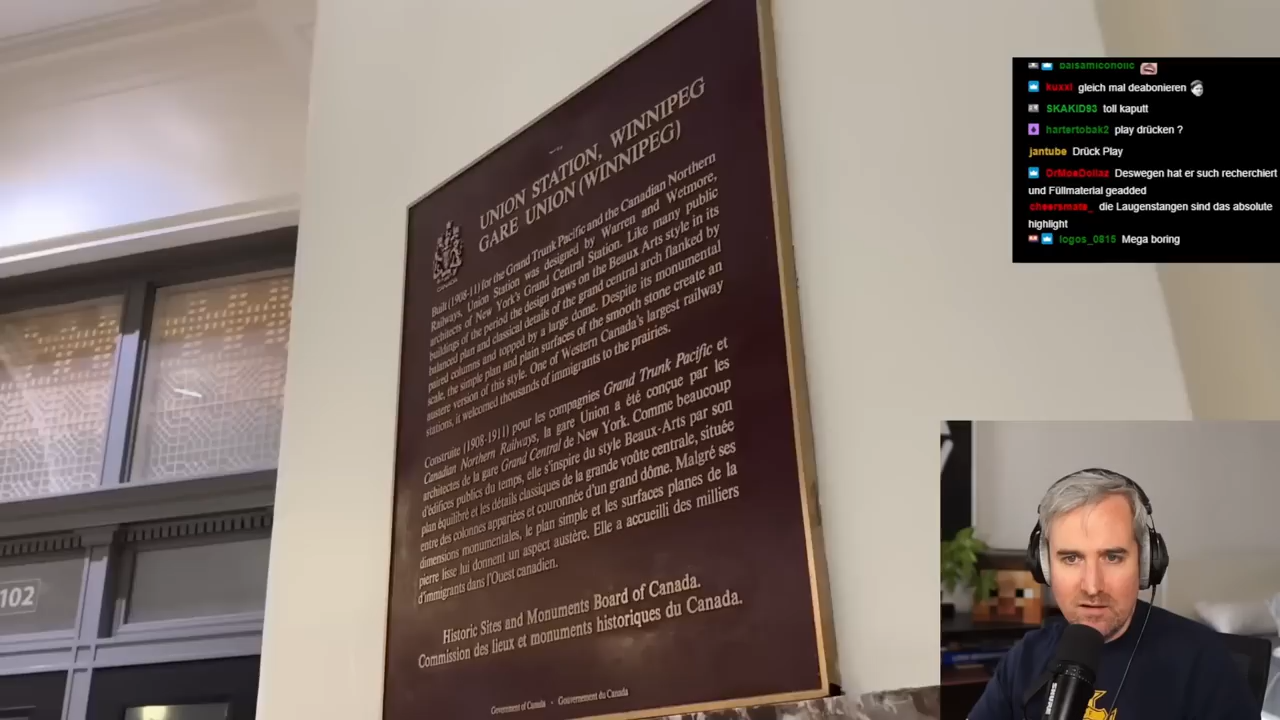 UNION STATION, WINNIPEG
GARE UNION (WINNIPEG)
CANADA
Built (1908-11) for the Grand Trunk Pacific and the Canadian Northern
Railways, Union Station was designed by Warren and Wetmore,
architects of New York's Grand Central Station. Like many public
buildings of the period the design draws on the Beaux Arts style in its
balanced plan and classical details of the grand central arch flanked by
paired columns and topped by a large dome. Despite its monumental
scale, the simple plan and plain surfaces of the smooth stone create an
austere version of this style. One of Western Canada's largest railway
stations, it welcomed thousands of immigrants to the prairies.
Construite (1908-1911) pour les compagnies Grand Trunk Pacific et
Canadian Northern Railways, la gare Union a été conçue par les
architectes de la gare Grand Central de New York. Comme beaucoup
d'édifices publics du temps, elle s'inspire du style Beaux-Arts par son
plan équilibré et les détails classiques de la grande voûte centrale, située
entre des colonnes appariées et couronnée d'un grand dôme. Malgré ses
dimensions monumentales, le plan simple et les surfaces planes de la
pierre lisse lui donnent un aspect austère. Elle a accueilli des milliers
d'immigrants dans l'Ouest canadien.
Historic Sites and Monuments Board of Canada.
Commission des lieux et monuments historiques du Canada.
Government of Canada - Gouvernement du Canada
102
balsamicoholic
kuxxl gleich mal deabonieren
SKAKID93 toll kaputt
hartertobak2 play drücken ?
jantube Drück Play
DrMoeDollaz Deswegen hat er such recherchiert
und Füllmaterial geadded
cheersmate_ die Laugenstangen sind das absolute
highlight
logos_0815 Mega boring
SHURE